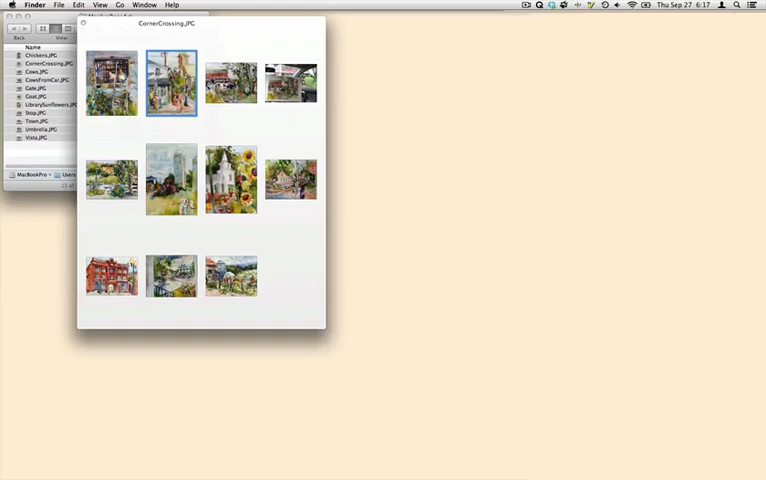 Finder File Edit View Go Window Help Thu Sep 27 6:17
CornerCrossing.JPG
Back View
Name
Chickens.JPG
CornerCrossing.JPG
Cows.JPG
CowsFromCar.JPG
Gate.JPG
Goat.JPG
LibrarySunflowers.JPG
Stop.JPG
Town.JPG
Umbrella.JPG
Vista.JPG
MacBookPro Users
11 of